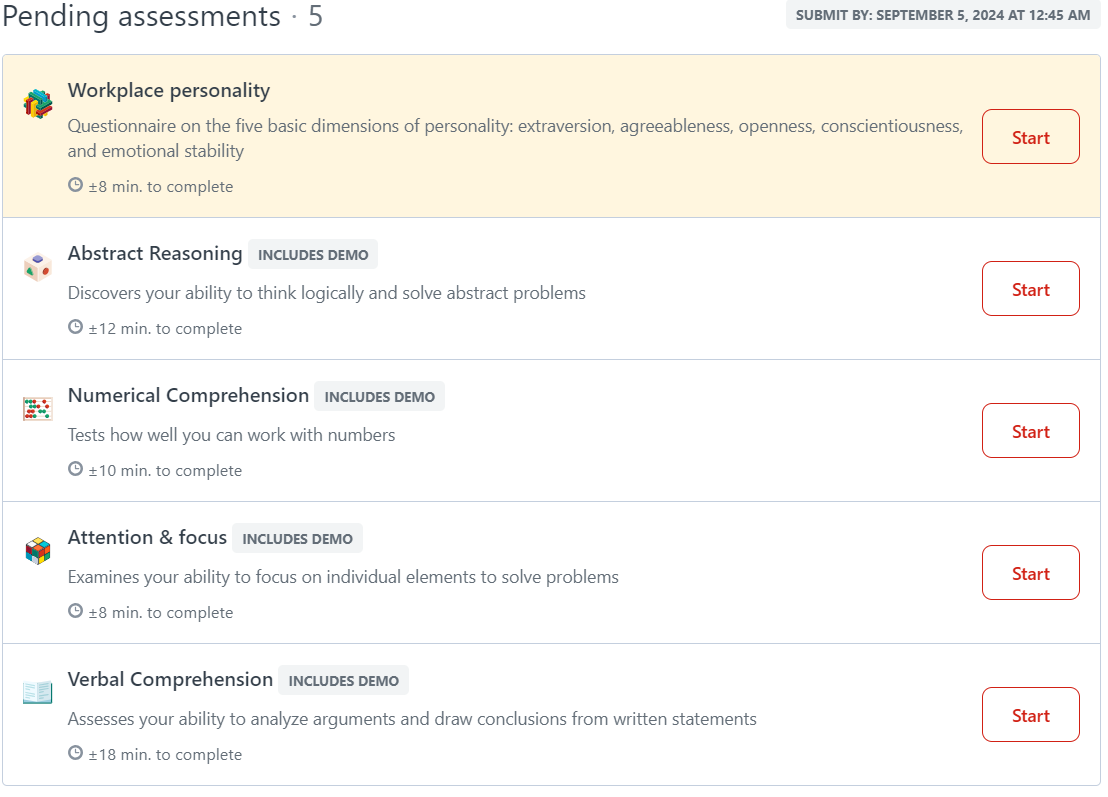 Pending assessments · 5
SUBMIT BY: SEPTEMBER 5, 2024 AT 12:45 AM
Workplace personality
Questionnaire on the five basic dimensions of personality: extraversion, agreeableness, openness, conscientiousness,
and emotional stability
±8 min. to complete
Start
Abstract Reasoning INCLUDES DEMO
Discovers your ability to think logically and solve abstract problems
±12 min. to complete
Start
Numerical Comprehension INCLUDES DEMO
Tests how well you can work with numbers
±10 min. to complete
Start
Attention & focus INCLUDES DEMO
Examines your ability to focus on individual elements to solve problems
±8 min. to complete
Start
Verbal Comprehension INCLUDES DEMO
Assesses your ability to analyze arguments and draw conclusions from written statements
±18 min. to complete
Start